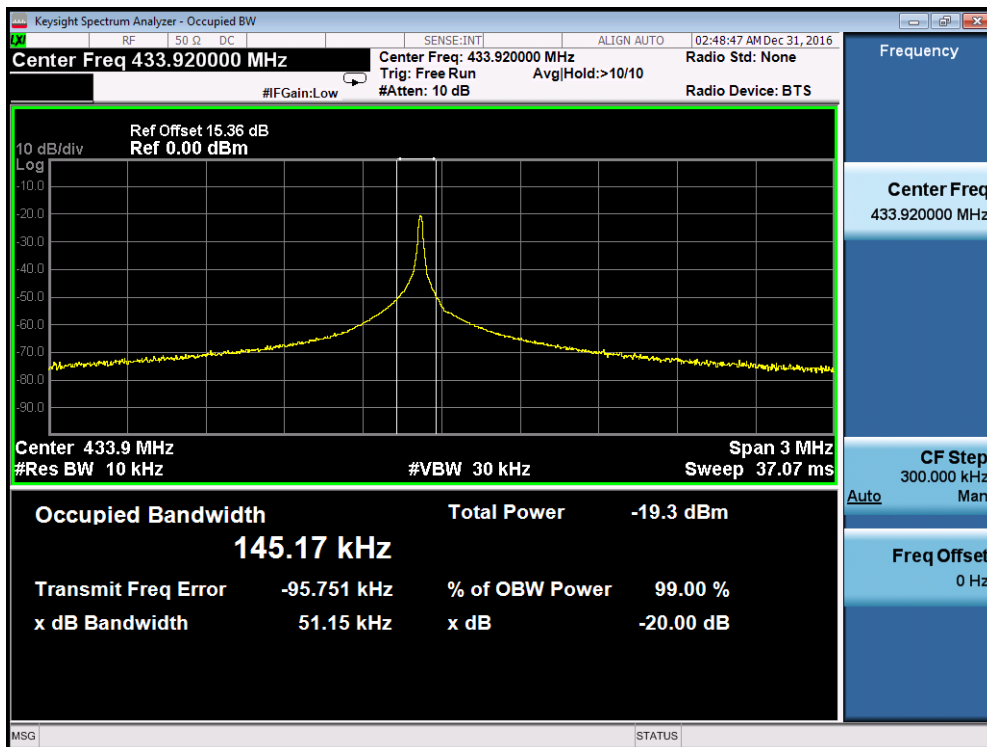 Keysight Spectrum Analyzer - Occupied BW
LXI RF 50 Ω DC SENSE:INT ALIGN AUTO 02:48:47 AM Dec 31, 2016
Center Freq 433.920000 MHz
Center Freq: 433.920000 MHz
Radio Std: None
Trig: Free Run Avg|Hold:>10/10
#IFGain:Low
#Atten: 10 dB
Radio Device: BTS
Frequency
Ref Offset 15.36 dB
10 dB/div Ref 0.00 dBm
Log
-10.0
-20.0
-30.0
-40.0
-50.0
-60.0
-70.0
-80.0
-90.0
Center 433.9 MHz Span 3 MHz
#Res BW 10 kHz #VBW 30 kHz Sweep 37.07 ms
Occupied Bandwidth Total Power -19.3 dBm
145.17 kHz
Transmit Freq Error -95.751 kHz % of OBW Power 99.00 %
x dB Bandwidth 51.15 kHz x dB -20.00 dB
Center Freq
433.920000 MHz
CF Step
300.000 kHz
Auto Man
Freq Offset
0 Hz
MSG STATUS